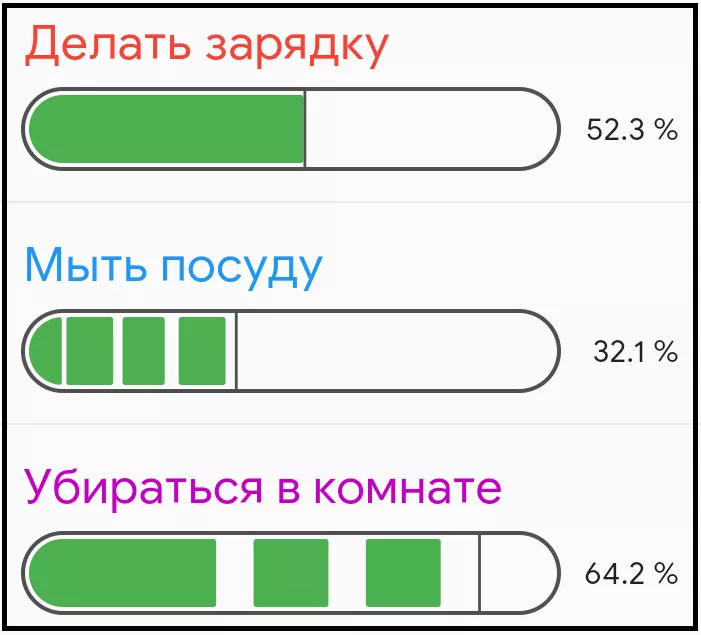 Делать зарядку
52.3 %
Мыть посуду
32.1 %
Убираться в комнате
64.2 %